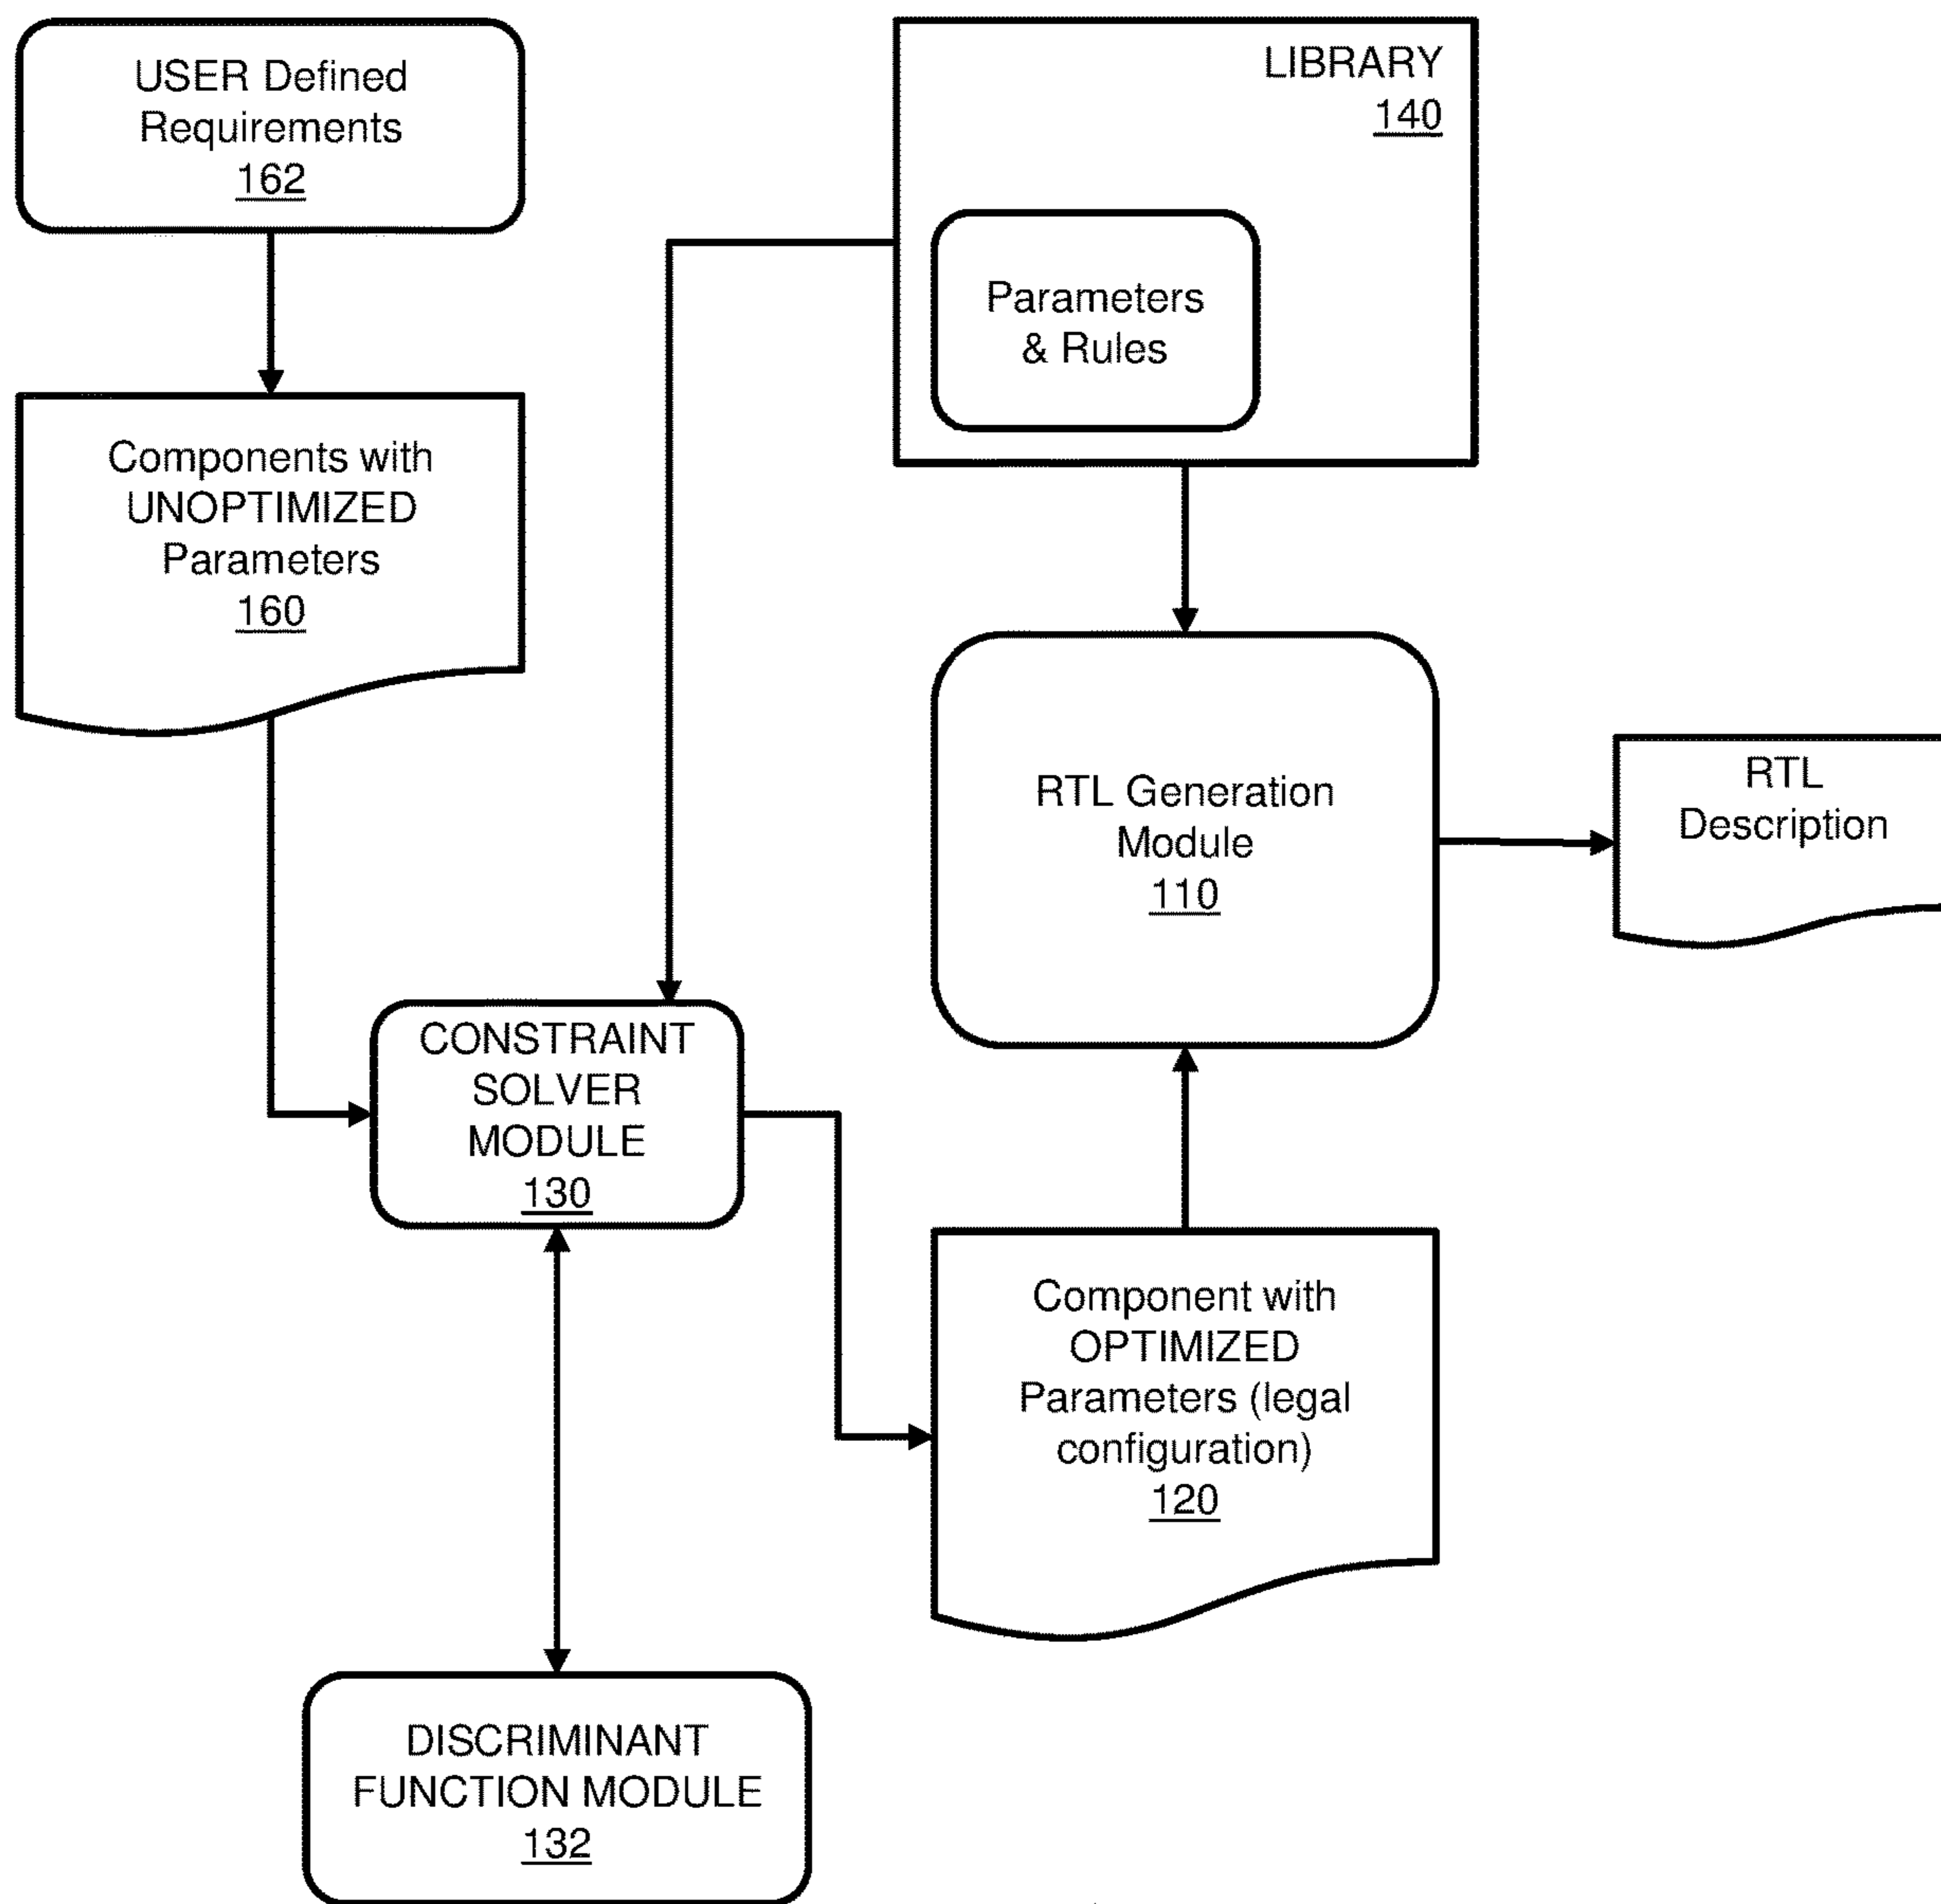 USER Defined
Requirements
162
LIBRARY
140
Parameters
& Rules
Components with
UNOPTIMIZED
Parameters
160
RTL Generation
Module
110
RTL
Description
CONSTRAINT
SOLVER
MODULE
130
Component with
OPTIMIZED
Parameters (legal
configuration)
120
DISCRIMINANT
FUNCTION MODULE
132